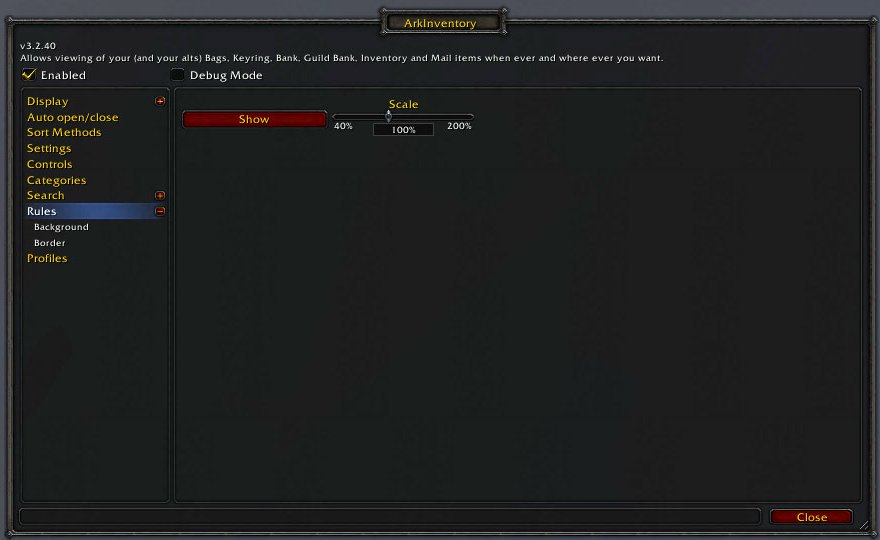 ArkInventory
v3.2.40
Allows viewing of your (and your alts) Bags, Keyring, Bank, Guild Bank, Inventory and Mail items when ever and where ever you want.
Enabled Debug Mode
Display
Auto open/close
Sort Methods
Settings
Controls
Categories
Search
Rules
Background
Border
Profiles
Scale
Show
40% 100% 200%
Close